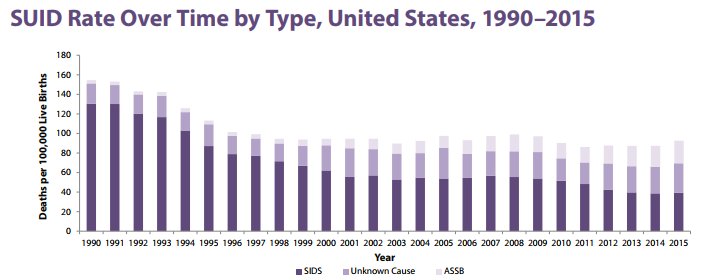 SUID Rate Over Time by Type, United States, 1990–2015
Deaths per 100,000 Live Births
180
160
140
120
100
80
60
40
20
0
1990 1991 1992 1993 1994 1995 1996 1997 1998 1999 2000 2001 2002 2003 2004 2005 2006 2007 2008 2009 2010 2011 2012 2013 2014 2015
Year
SIDS Unknown Cause ASSB